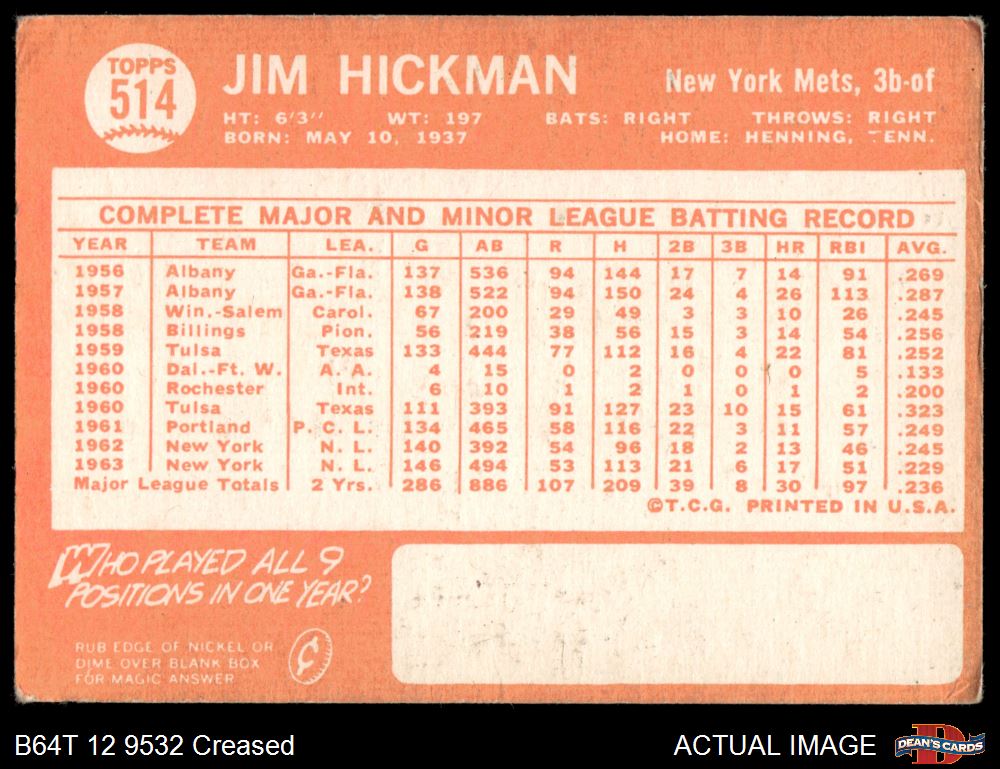 TOPPS
514
JIM HICKMAN
New York Mets, 3b-of
HT: 6'3'' WT: 197 BATS: RIGHT THROWS: RIGHT
BORN: MAY 10, 1937 HOME: HENNING, TENN.
COMPLETE MAJOR AND MINOR LEAGUE BATTING RECORD
YEAR TEAM LEA. G AB R H 2B 3B HR RBI AVG.
1956 Albany Ga.-Fla. 137 536 94 144 17 7 14 91 .269
1957 Albany Ga.-Fla. 138 522 94 150 24 4 26 113 .287
1958 Win.-Salem Carol. 67 200 29 49 3 3 10 26 .245
1958 Billings Pion. 56 219 38 56 15 3 14 54 .256
1959 Tulsa Texas 133 444 77 112 16 4 22 81 .252
1960 Dal.-Ft. W. A. A. 4 15 0 2 0 0 0 5 .133
1960 Rochester Int. 6 10 1 2 1 0 1 2 .200
1960 Tulsa Texas 111 393 91 127 23 10 15 61 .323
1961 Portland P. C. L. 134 465 58 116 22 3 11 57 .249
1962 New York N. L. 140 392 54 96 18 2 13 46 .245
1963 New York N. L. 146 494 53 113 21 6 17 51 .229
Major League Totals 2 Yrs. 286 886 107 209 39 8 30 97 .236
©T.C.G. PRINTED IN U.S.A.
WHO PLAYED ALL 9
POSITIONS IN ONE YEAR?
RUB EDGE OF NICKEL OR
DIME OVER BLANK BOX
FOR MAGIC ANSWER
¢
B64T 12 9532 Creased
ACTUAL IMAGE
DEAN'S CARDS